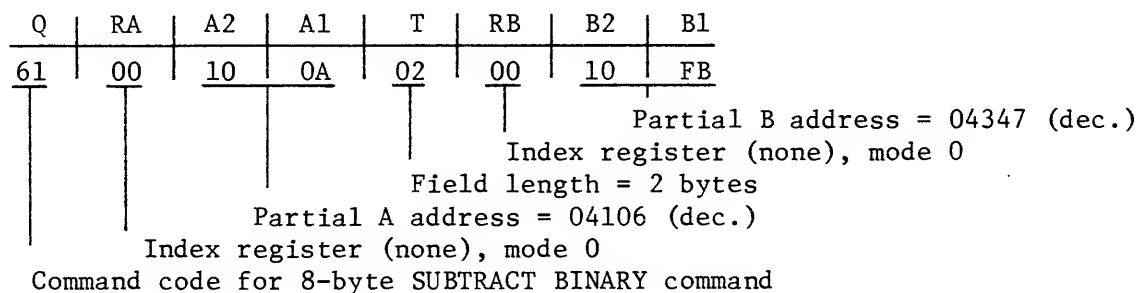 Q | RA | A2 | A1 | T | RB | B2 | B1
61 | 00 | 10 | 0A | 02 | 00 | 10 | FB
Partial B address = 04347 (dec.)
Index register (none), mode 0
Field length = 2 bytes
Partial A address = 04106 (dec.)
Index register (none), mode 0
Command code for 8-byte SUBTRACT BINARY command